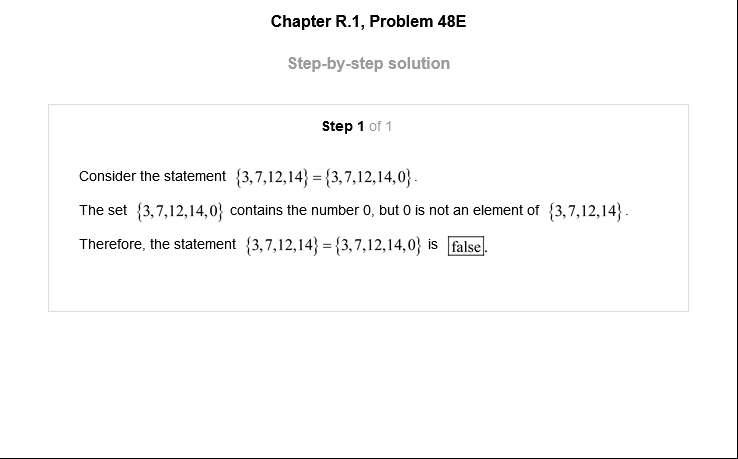 Chapter R.1, Problem 48E
Step-by-step solution
Step 1 of 1
Consider the statement {3,7,12,14} = {3,7,12,14,0}.
The set {3,7,12,14,0} contains the number 0, but 0 is not an element of {3,7,12,14}.
Therefore, the statement {3,7,12,14} = {3,7,12,14,0} is false.